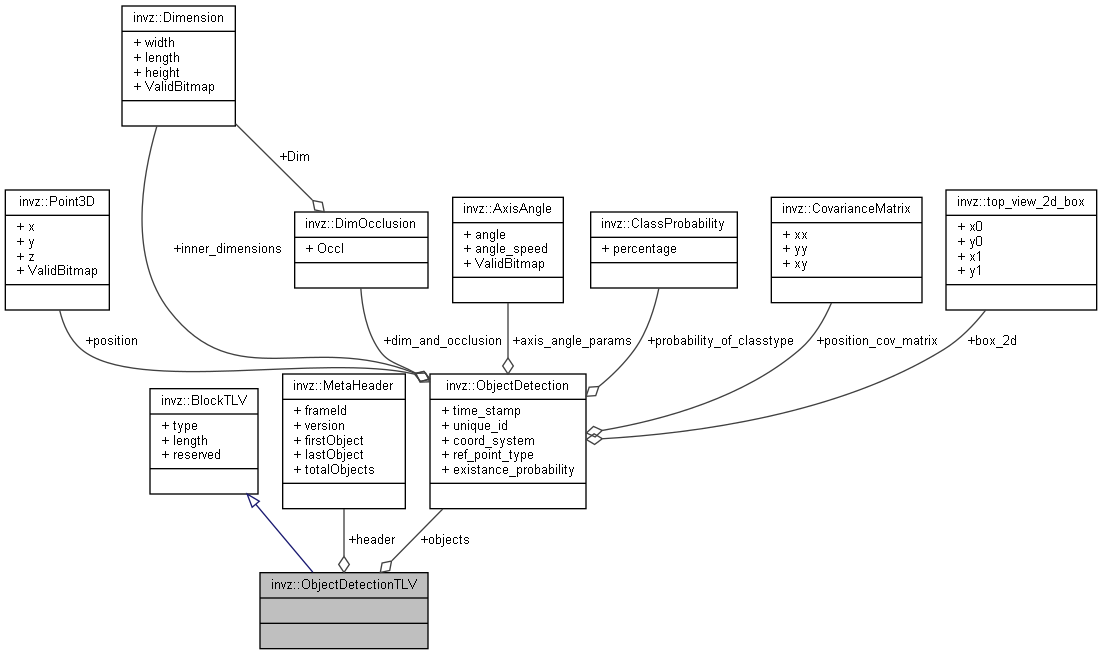 invz::Dimension
+ width
+ length
+ height
+ ValidBitmap
+Dim
invz::Point3D
+ x
+ y
+ z
+ ValidBitmap
+inner_dimensions
invz::DimOcclusion
+ Occl
invz::AxisAngle
+ angle
+ angle_speed
+ ValidBitmap
invz::ClassProbability
+ percentage
invz::CovarianceMatrix
+ xx
+ yy
+ xy
invz::top_view_2d_box
+ x0
+ y0
+ x1
+ y1
+position
+dim_and_occlusion
+axis_angle_params
+probability_of_classtype
+position_cov_matrix
+box_2d
invz::BlockTLV
+ type
+ length
+ reserved
invz::MetaHeader
+ frameId
+ version
+ firstObject
+ lastObject
+ totalObjects
invz::ObjectDetection
+ time_stamp
+ unique_id
+ coord_system
+ ref_point_type
+ existance_probability
+header
+objects
invz::ObjectDetectionTLV